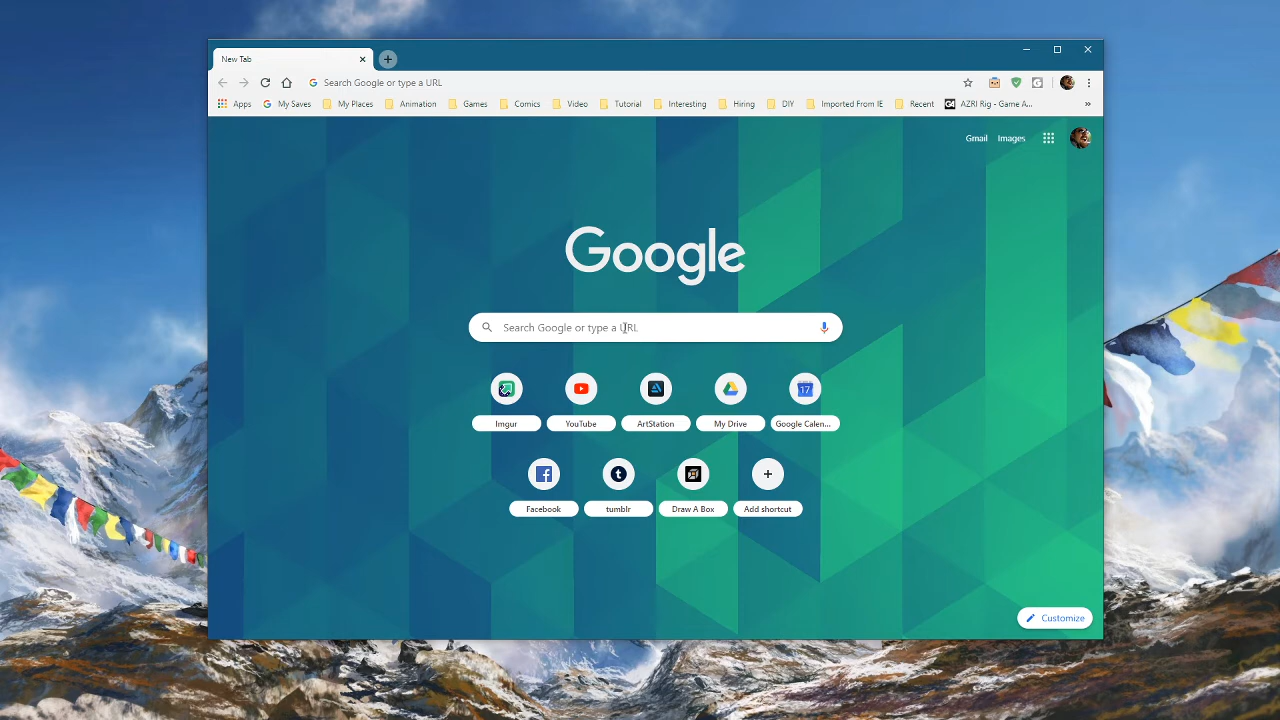 New Tab
Search Google or type a URL
Apps My Saves My Places Animation Games Comics Video Tutorial Interesting Hiring DIY Imported From IE Recent AZRI Rig - Game A... »
Gmail Images
Google
Search Google or type a URL
17
Imgur YouTube ArtStation My Drive Google Calen...
Facebook tumblr Draw A Box Add shortcut
Customize